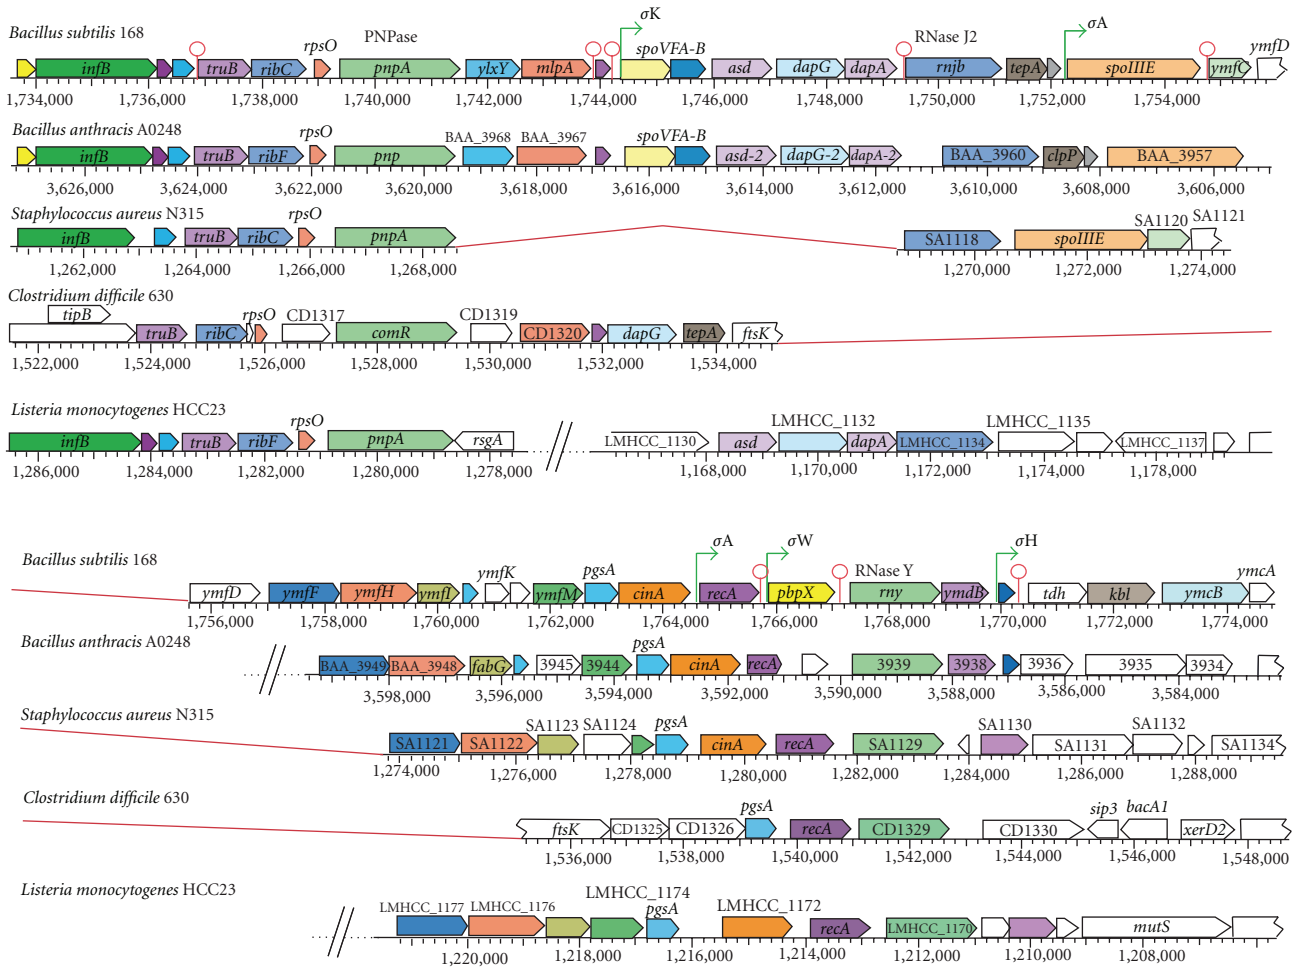 Bacillus subtilis 168 rpsO PNPase σK RNase J2 σA ymfD
infB truB ribC pnpA ylxY mlpA spoVFA-B asd dapG dapA rnjb tepA spoIIIE ymfC
1,734,000 1,736,000 1,738,000 1,740,000 1,742,000 1,744,000 1,746,000 1,748,000 1,750,000 1,752,000 1,754,000
Bacillus anthracis A0248 rpsO BAA_3968 BAA_3967 spoVFA-B
infB truB ribF pnp asd-2 dapG-2 dapA-2 BAA_3960 clpP BAA_3957
3,626,000 3,624,000 3,622,000 3,620,000 3,618,000 3,616,000 3,614,000 3,612,000 3,610,000 3,608,000 3,606,000
Staphylococcus aureus N315 rpsO SA1120 SA1121
infB truB ribC pnpA SA1118 spoIIIE
1,262,000 1,264,000 1,266,000 1,268,000 1,270,000 1,272,000 1,274,000
Clostridium difficile 630
tipB rpsO CD1317 CD1319
truB ribC comR CD1320 dapG tepA ftsK
1,522,000 1,524,000 1,526,000 1,528,000 1,530,000 1,532,000 1,534,000
Listeria monocytogenes HCC23 rpsO LMHCC_1132 LMHCC_1135
infB truB ribF pnpA rsgA LMHCC_1130 asd dapA LMHCC_1134 LMHCC_1137
1,286,000 1,284,000 1,282,000 1,280,000 1,278,000 1,168,000 1,170,000 1,172,000 1,174,000 1,178,000
Bacillus subtilis 168 ymfK pgsA σA σW RNase Y σH ymcA
ymfD ymfF ymfH ymfI ymfM cinA recA pbpX rny ymdB tdh kbl ymcB
1,756,000 1,758,000 1,760,000 1,762,000 1,764,000 1,766,000 1,768,000 1,770,000 1,772,000 1,774,000
Bacillus anthracis A0248 pgsA
BAA_3949 BAA_3948 fabG 3945 3944 cinA recA 3939 3938 3936 3935 3934
3,598,000 3,596,000 3,594,000 3,592,000 3,590,000 3,588,000 3,586,000 3,584,000
Staphylococcus aureus N315 SA1123 SA1124 pgsA SA1130 SA1132
SA1121 SA1122 cinA recA SA1129 SA1131 SA1134
1,274,000 1,276,000 1,278,000 1,280,000 1,282,000 1,284,000 1,286,000 1,288,000
Clostridium difficile 630 pgsA sip3 bacA1
ftsK CD1325 CD1326 recA CD1329 CD1330 xerD2
1,536,000 1,538,000 1,540,000 1,542,000 1,544,000 1,546,000 1,548,000
Listeria monocytogenes HCC23 LMHCC_1177 LMHCC_1176 LMHCC_1174 pgsA LMHCC_1172
recA LMHCC_1170 mutS
1,220,000 1,218,000 1,216,000 1,214,000 1,212,000 1,210,000 1,208,000